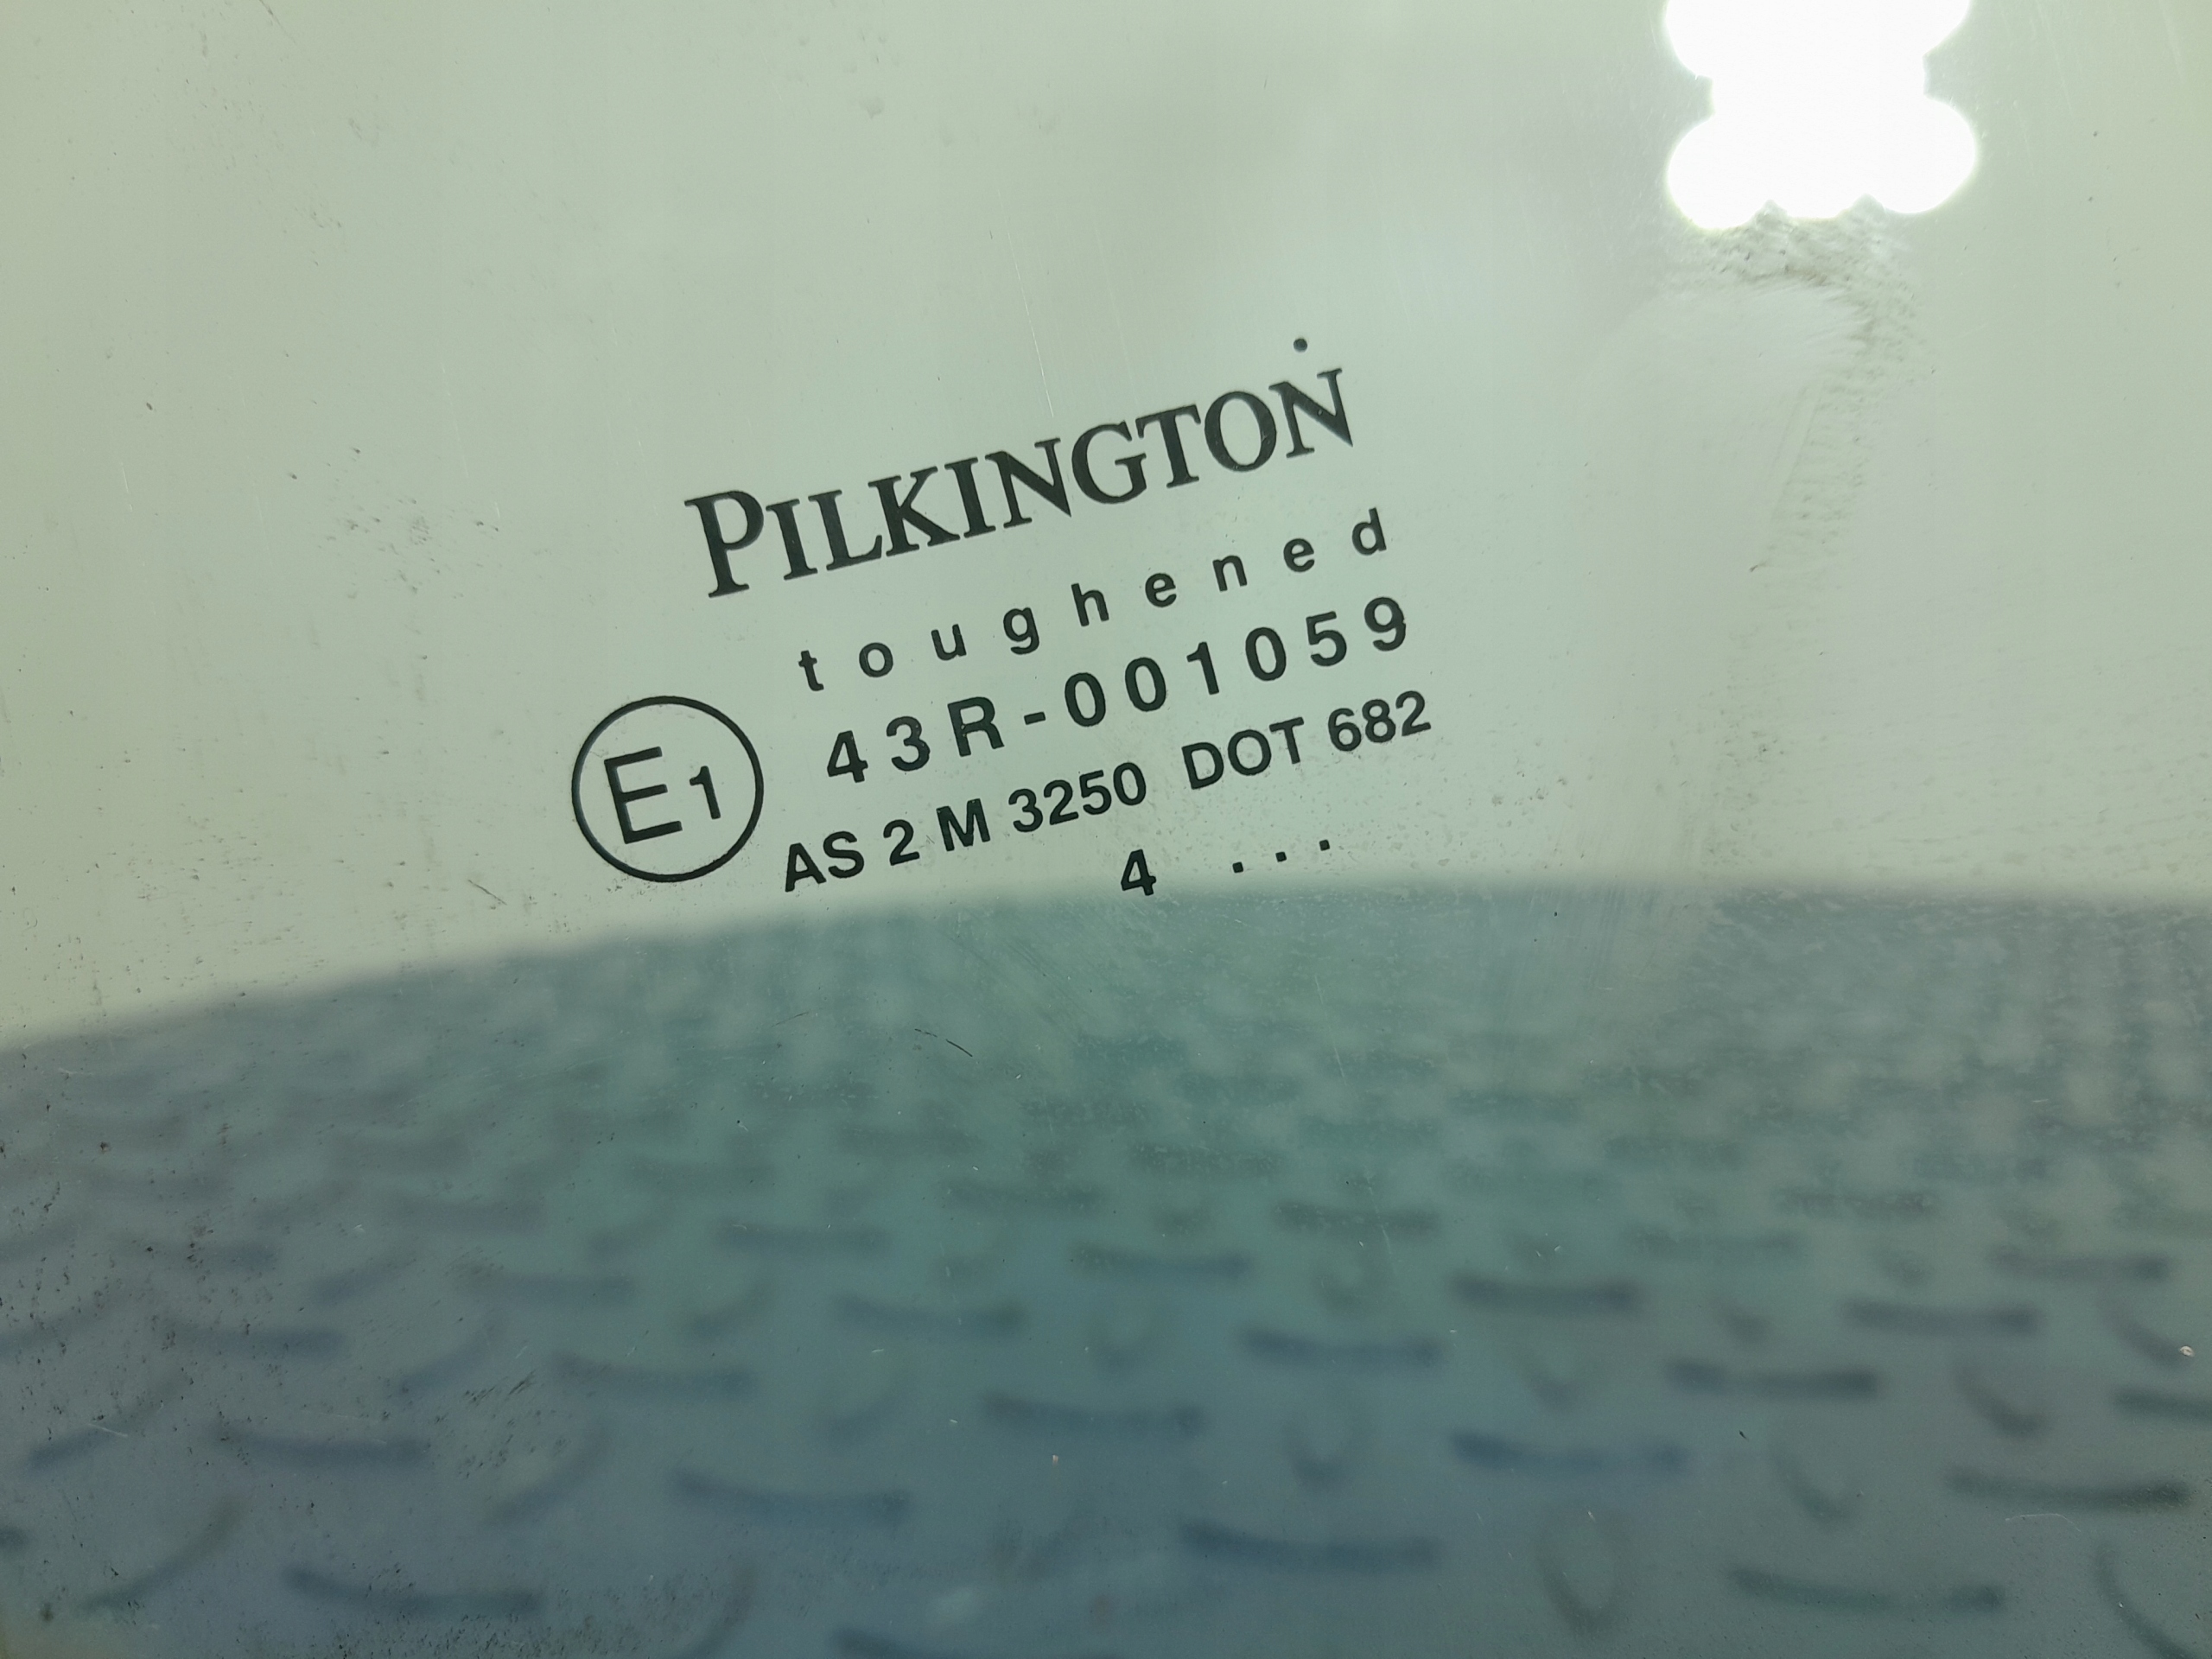 PILKINGTON
toughened
43R-001059
E1
AS 2 M 3250 DOT 682
4 ...